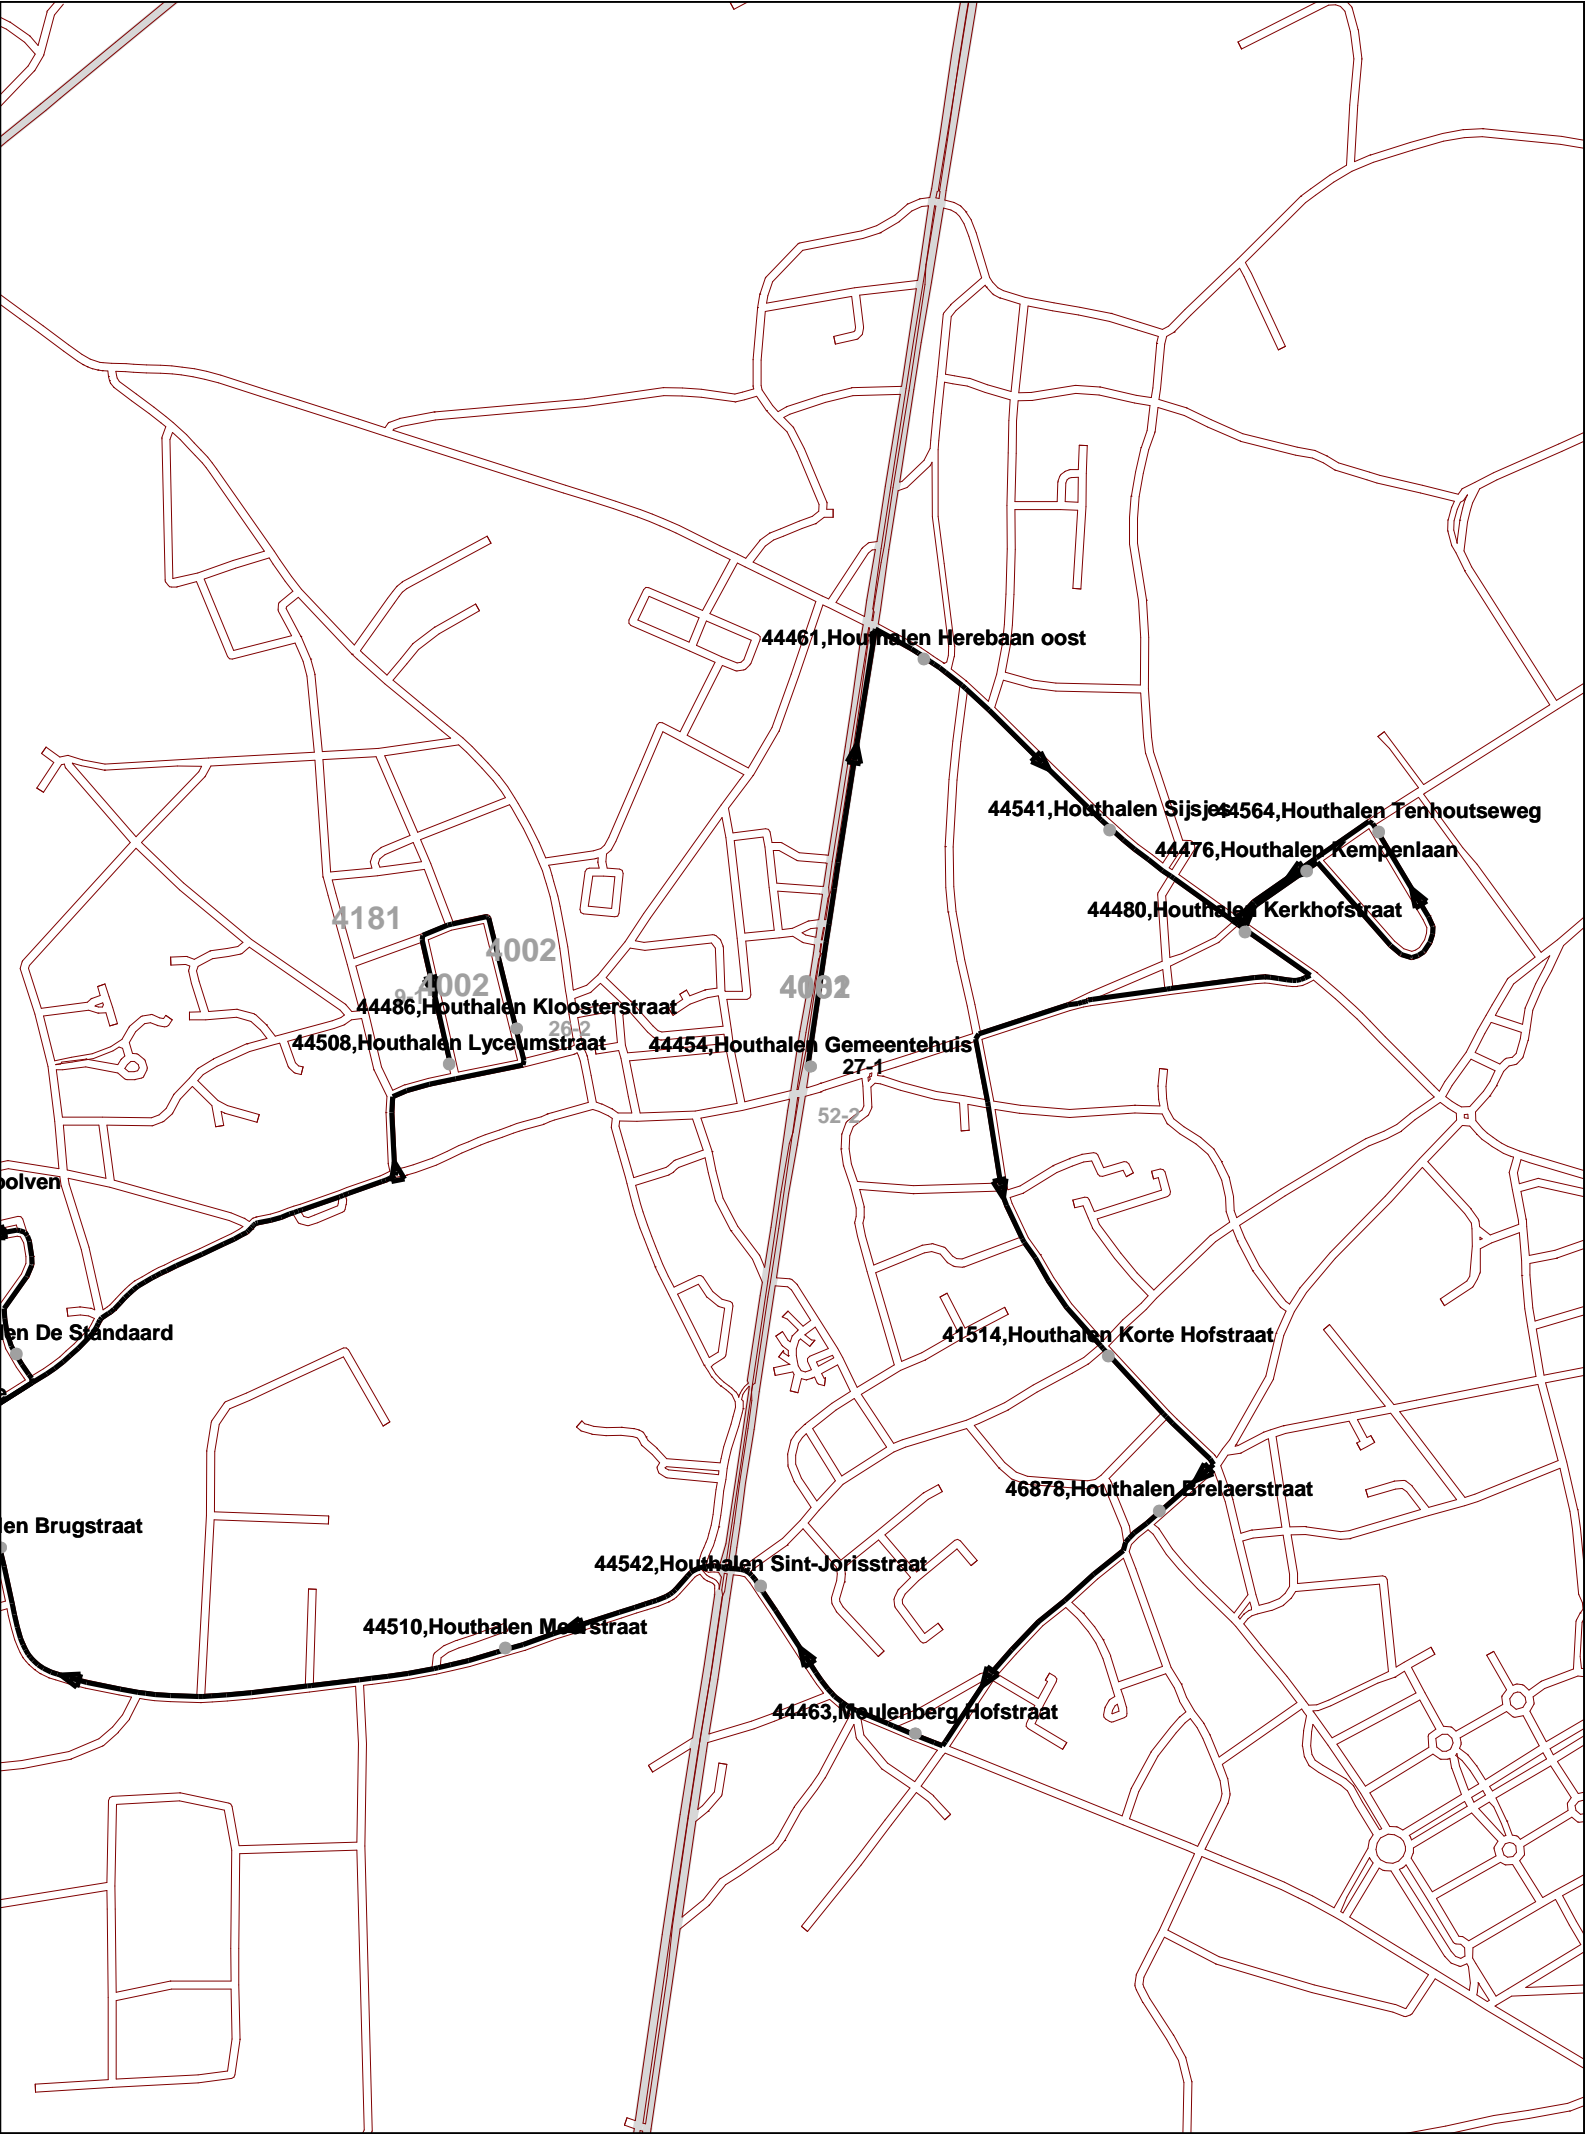 44461,Houthalen Herebaan oost
44541,Houthalen Sijsjes
44564,Houthalen Tenhoutseweg
44476,Houthalen Kempenlaan
44480,Houthalen Kerkhofstraat
4181
4002
4002
44486,Houthalen Kloosterstraat
26-2
44508,Houthalen Lyceumstraat
44454,Houthalen Gemeentehuis
27-1
52-2
oolven
len De Standaard
41514,Houthalen Korte Hofstraat
46878,Houthalen Brelaerstraat
len Brugstraat
44542,Houthalen Sint-Jorisstraat
44510,Houthalen Meerstraat
44463,Meulenberg Hofstraat